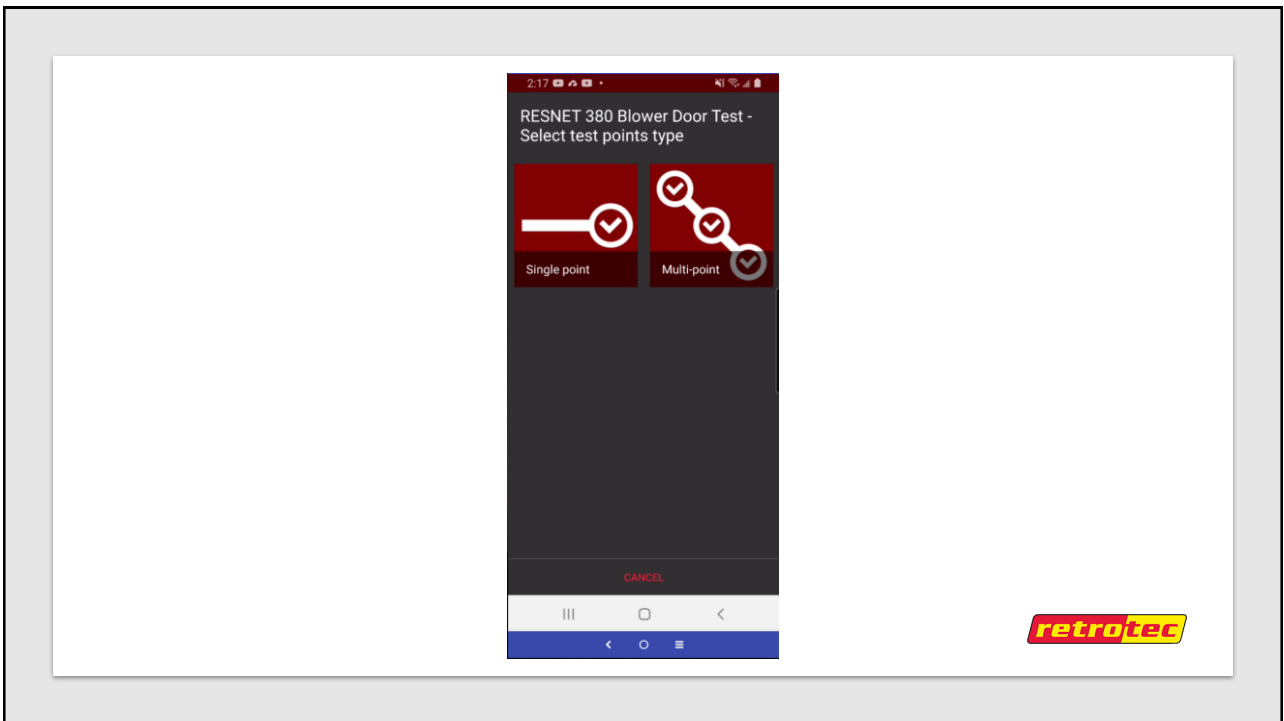 2:17
RESNET 380 Blower Door Test -
Select test points type
Single point
Multi-point
CANCEL
retrotec